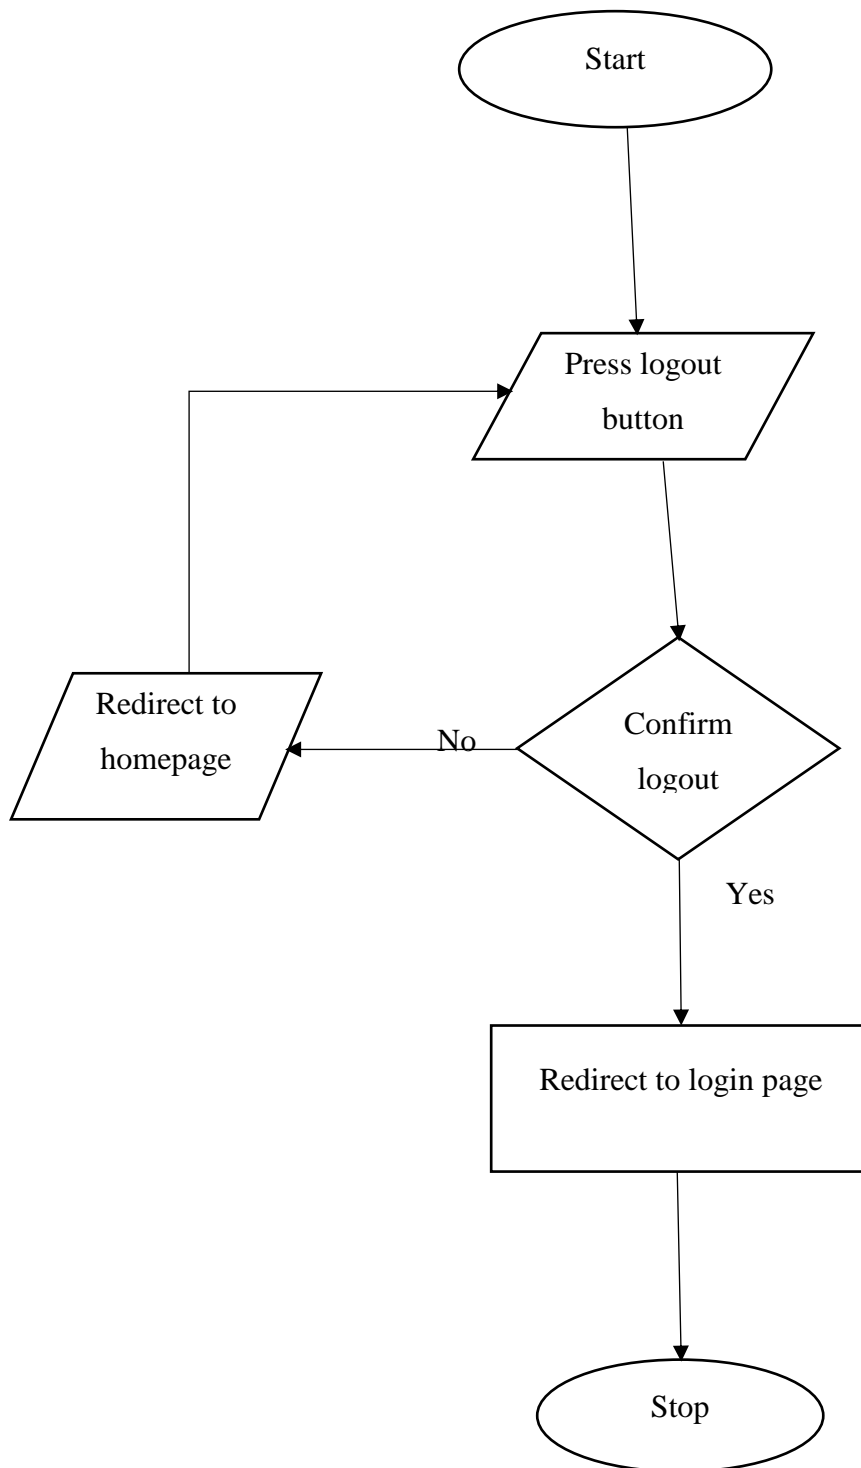 Start
Press logout
button
Redirect to
homepage
No
Confirm
logout
Yes
Redirect to login page
Stop